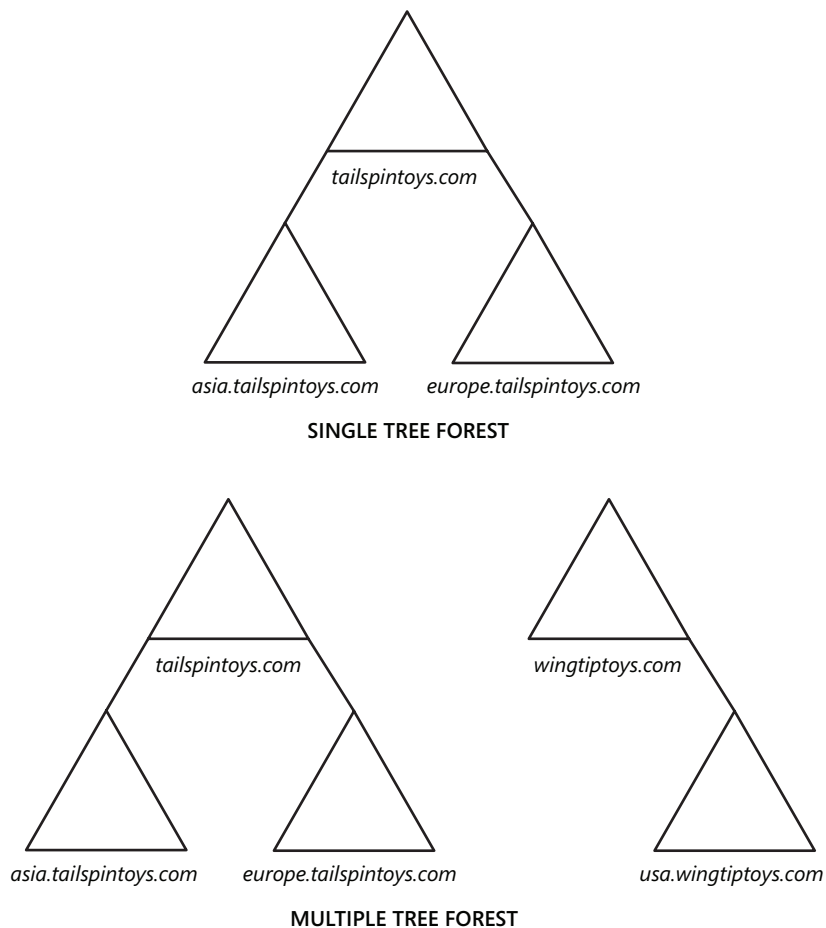 tailspintoys.com
asia.tailspintoys.com europe.tailspintoys.com
SINGLE TREE FOREST
tailspintoys.com wingtiptoys.com
asia.tailspintoys.com europe.tailspintoys.com usa.wingtiptoys.com
MULTIPLE TREE FOREST